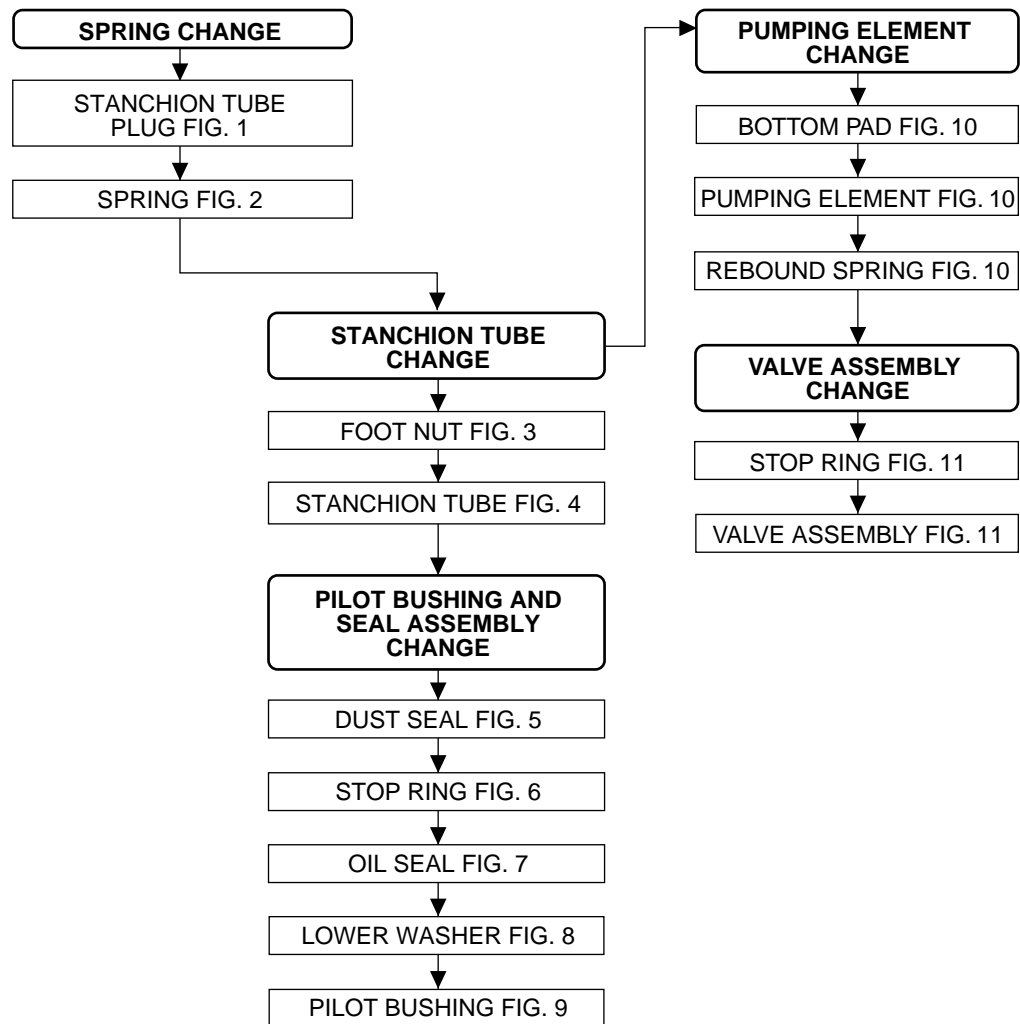 SPRING CHANGE
STANCHION TUBE
PLUG FIG. 1
SPRING FIG. 2
STANCHION TUBE
CHANGE
FOOT NUT FIG. 3
STANCHION TUBE FIG. 4
PILOT BUSHING AND
SEAL ASSEMBLY
CHANGE
DUST SEAL FIG. 5
STOP RING FIG. 6
OIL SEAL FIG. 7
LOWER WASHER FIG. 8
PILOT BUSHING FIG. 9
PUMPING ELEMENT
CHANGE
BOTTOM PAD FIG. 10
PUMPING ELEMENT FIG. 10
REBOUND SPRING FIG. 10
VALVE ASSEMBLY
CHANGE
STOP RING FIG. 11
VALVE ASSEMBLY FIG. 11